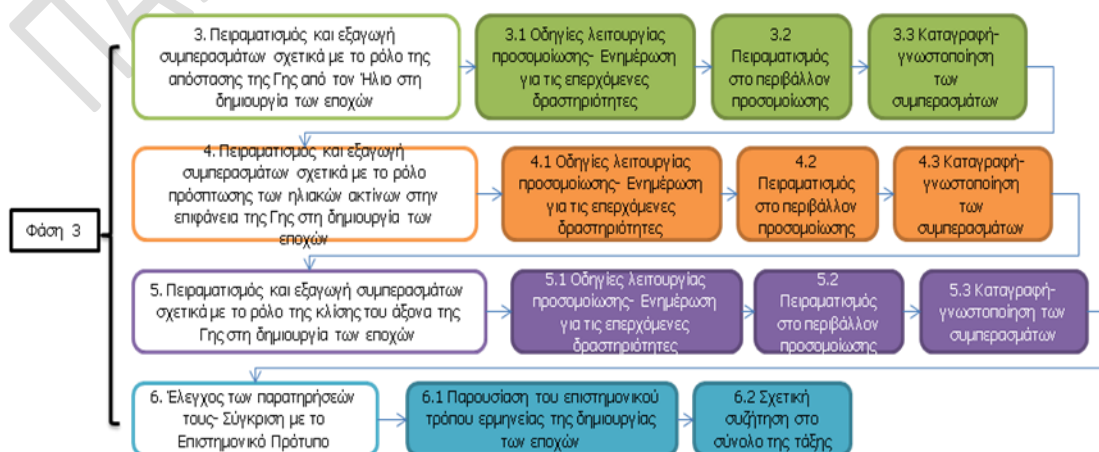 3. Πειραματισμός και εξαγωγή
συμπερασμάτων σχετικά με το ρόλο της
απόστασης της Γης από τον Ήλιο στη
δημιουργία των εποχών
3.1 Οδηγίες λειτουργίας
προσομοίωσης- Ενημέρωση
για τις επερχόμενες
δραστηριότητες
3.2
Πειραματισμός
στο περιβάλλον
προσομοίωσης
3.3 Καταγραφή-
γνωστοποίηση
των
συμπερασμάτων
4. Πειραματισμός και εξαγωγή
συμπερασμάτων σχετικά με το ρόλο
πρόσπτωσης των ηλιακών ακτίνων στην
επιφάνεια της Γης στη δημιουργία των
εποχών
4.1 Οδηγίες λειτουργίας
προσομοίωσης- Ενημέρωση
για τις επερχόμενες
δραστηριότητες
4.2
Πειραματισμός
στο περιβάλλον
προσομοίωσης
4.3 Καταγραφή-
γνωστοποίηση
των
συμπερασμάτων
Φάση 3
5. Πειραματισμός και εξαγωγή συμπερασμάτων
σχετικά με το ρόλο της κλίσης του άξονα της
Γης στη δημιουργία των εποχών
5.1 Οδηγίες λειτουργίας
προσομοίωσης- Ενημέρωση
για τις επερχόμενες
δραστηριότητες
5.2
Πειραματισμός
στο περιβάλλον
προσομοίωσης
5.3 Καταγραφή-
γνωστοποίηση των
συμπερασμάτων
6. Έλεγχος των παρατηρήσεών
τους- Σύγκριση με το
Επιστημονικό Πρότυπο
6.1 Παρουσίαση του επιστημονικού
τρόπου ερμηνείας της δημιουργίας
των εποχών
6.2 Σχετική
συζήτηση στο
σύνολο της τάξης